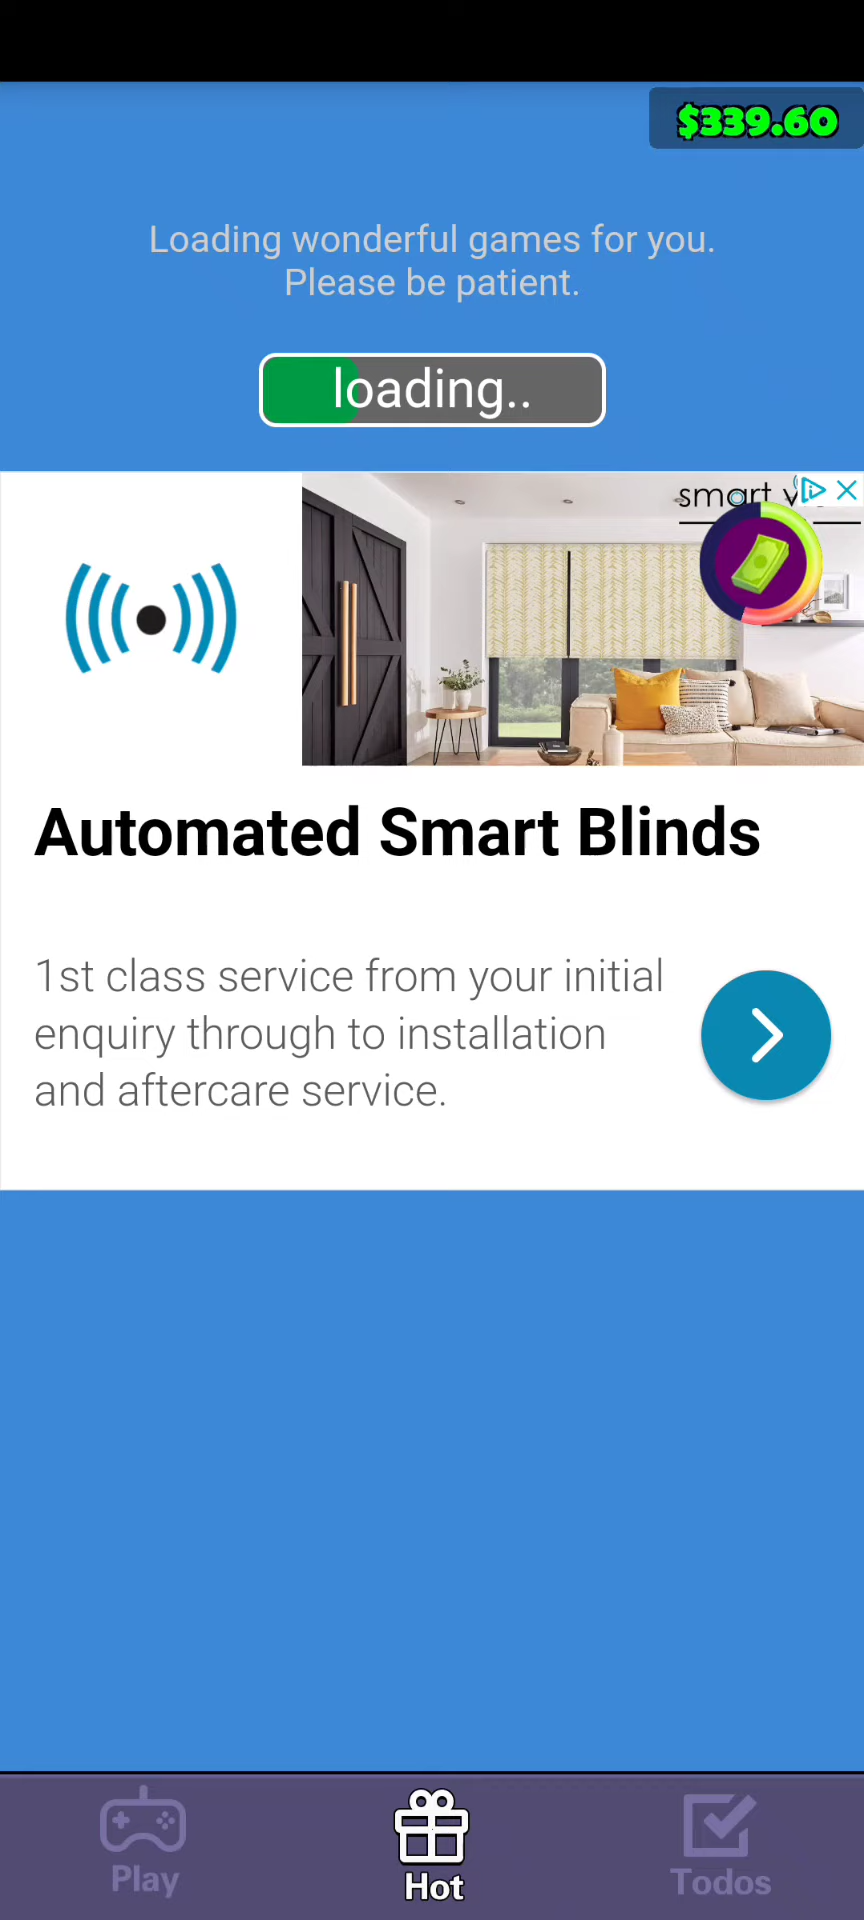 $339.60
Loading wonderful games for you.
Please be patient.
loading..
smart
Automated Smart Blinds
1st class service from your initial
enquiry through to installation
and aftercare service.
Play
Hot
Todos